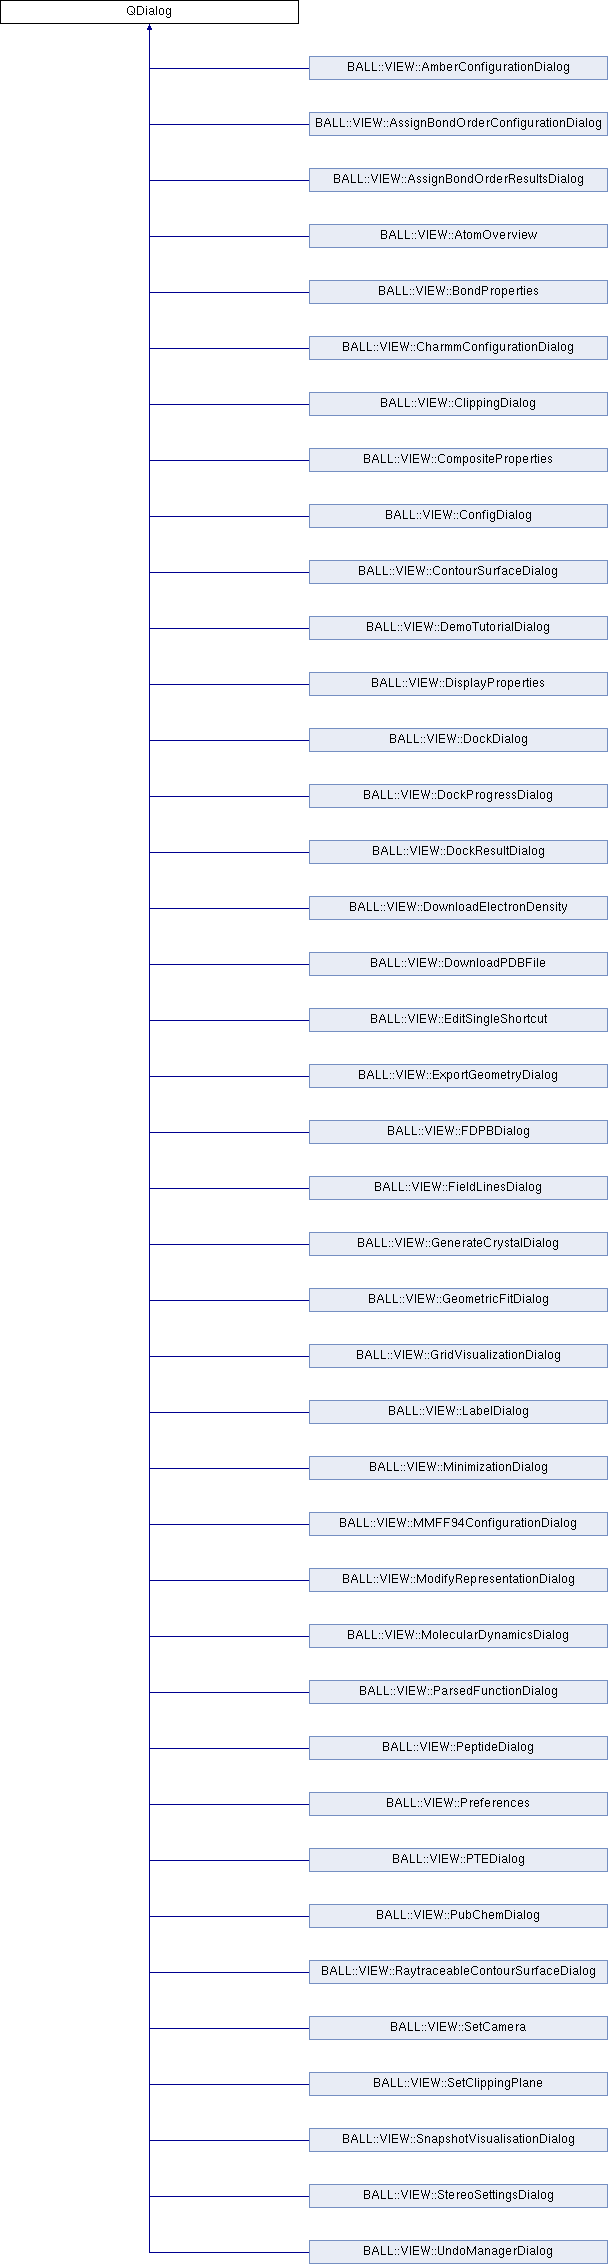 QDialog
BALL::VIEW::AmberConfigurationDialog
BALL::VIEW::AssignBondOrderConfigurationDialog
BALL::VIEW::AssignBondOrderResultsDialog
BALL::VIEW::AtomOverview
BALL::VIEW::BondProperties
BALL::VIEW::CharmmConfigurationDialog
BALL::VIEW::ClippingDialog
BALL::VIEW::CompositeProperties
BALL::VIEW::ConfigDialog
BALL::VIEW::ContourSurfaceDialog
BALL::VIEW::DemoTutorialDialog
BALL::VIEW::DisplayProperties
BALL::VIEW::DockDialog
BALL::VIEW::DockProgressDialog
BALL::VIEW::DockResultDialog
BALL::VIEW::DownloadElectronDensity
BALL::VIEW::DownloadPDBFile
BALL::VIEW::EditSingleShortcut
BALL::VIEW::ExportGeometryDialog
BALL::VIEW::FDPBDialog
BALL::VIEW::FieldLinesDialog
BALL::VIEW::GenerateCrystalDialog
BALL::VIEW::GeometricFitDialog
BALL::VIEW::GridVisualizationDialog
BALL::VIEW::LabelDialog
BALL::VIEW::MinimizationDialog
BALL::VIEW::MMFF94ConfigurationDialog
BALL::VIEW::ModifyRepresentationDialog
BALL::VIEW::MolecularDynamicsDialog
BALL::VIEW::ParsedFunctionDialog
BALL::VIEW::PeptideDialog
BALL::VIEW::Preferences
BALL::VIEW::PTEDialog
BALL::VIEW::PubChemDialog
BALL::VIEW::RaytraceableContourSurfaceDialog
BALL::VIEW::SetCamera
BALL::VIEW::SetClippingPlane
BALL::VIEW::SnapshotVisualisationDialog
BALL::VIEW::StereoSettingsDialog
BALL::VIEW::UndoManagerDialog